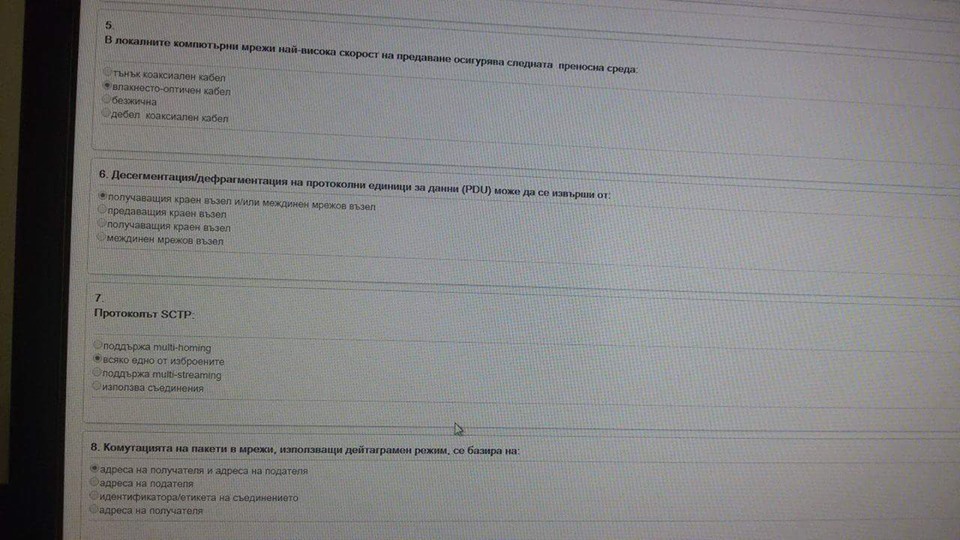 5.
В локалните компютърни мрежи най-висока скорост на предаване осигурява следната преносна среда:
тънък коаксиален кабел
влакнесто-оптичен кабел
безжична
дебел коаксиален кабел
6. Десегментация/дефрагментация на протоколни единици за данни (PDU) може да се извърши от:
получаващия краен възел и/или междинен мрежов възел
предаващия краен възел
получаващия краен възел
междинен мрежов възел
7.
Протоколът SCTP:
поддържа multi-homing
всяко едно от изброените
поддържа multi-streaming
използва съединения
8. Комутацията на пакети в мрежи, използващи дейтаграмен режим, се базира на:
адреса на получателя и адреса на подателя
адреса на подателя
идентификатора/етикета на съединението
адреса на получателя